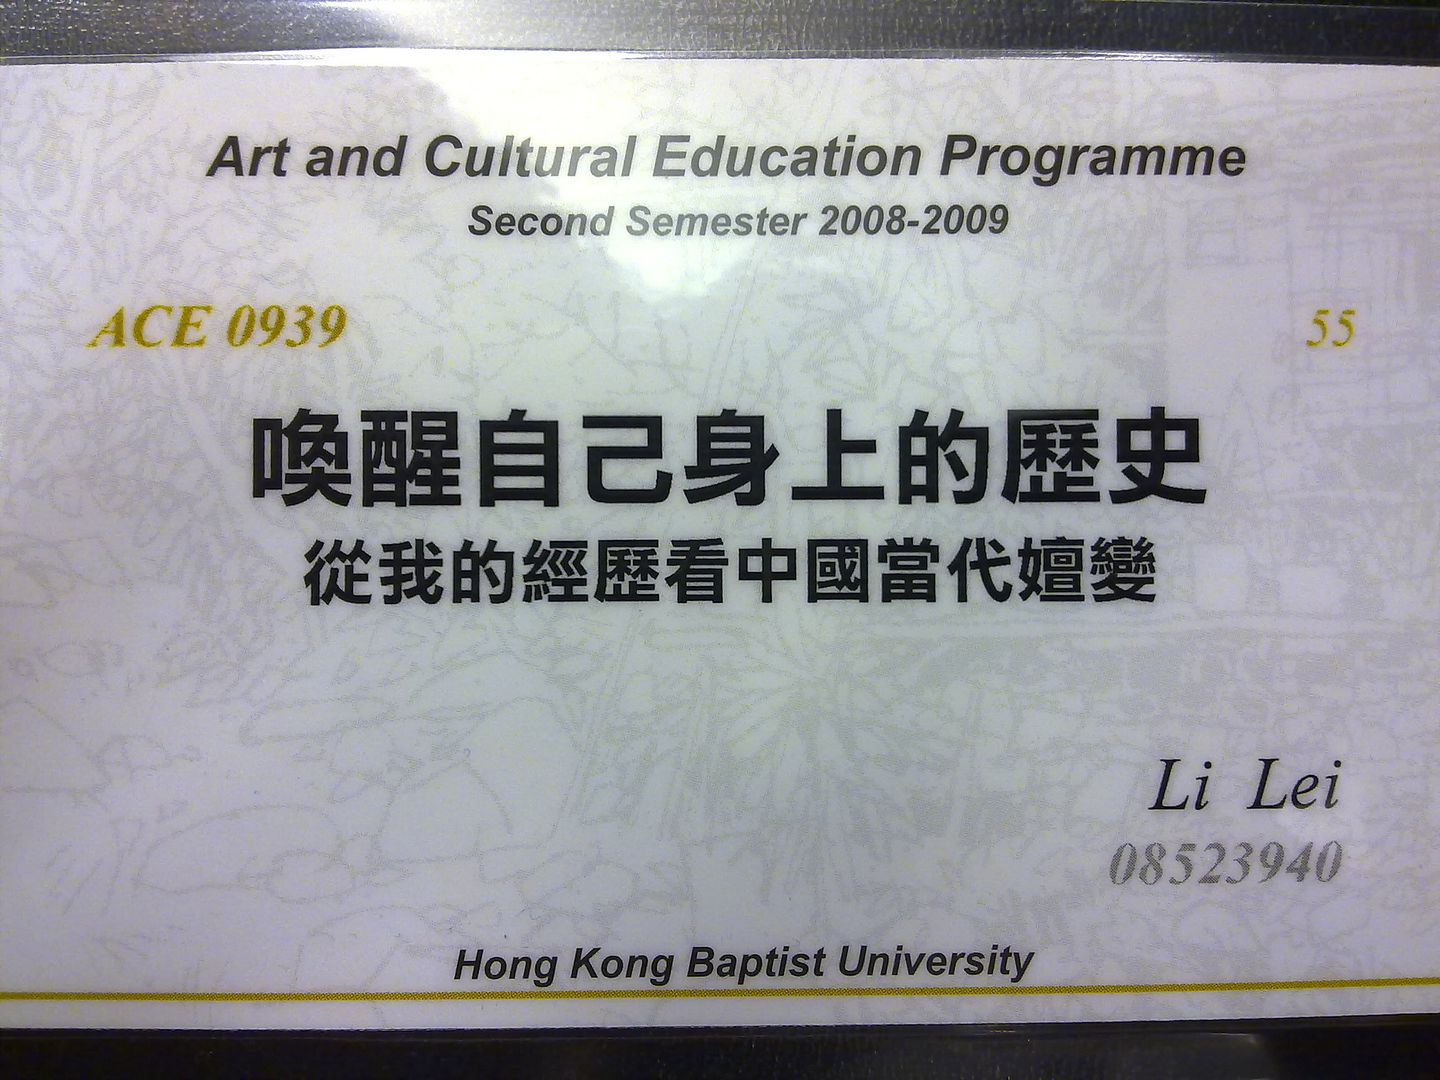 Art and Cultural Education Programme
Second Semester 2008-2009
ACE 0939 55
喚醒自己身上的歷史
從我的經歷看中國當代嬗變
Li Lei
08523940
Hong Kong Baptist University